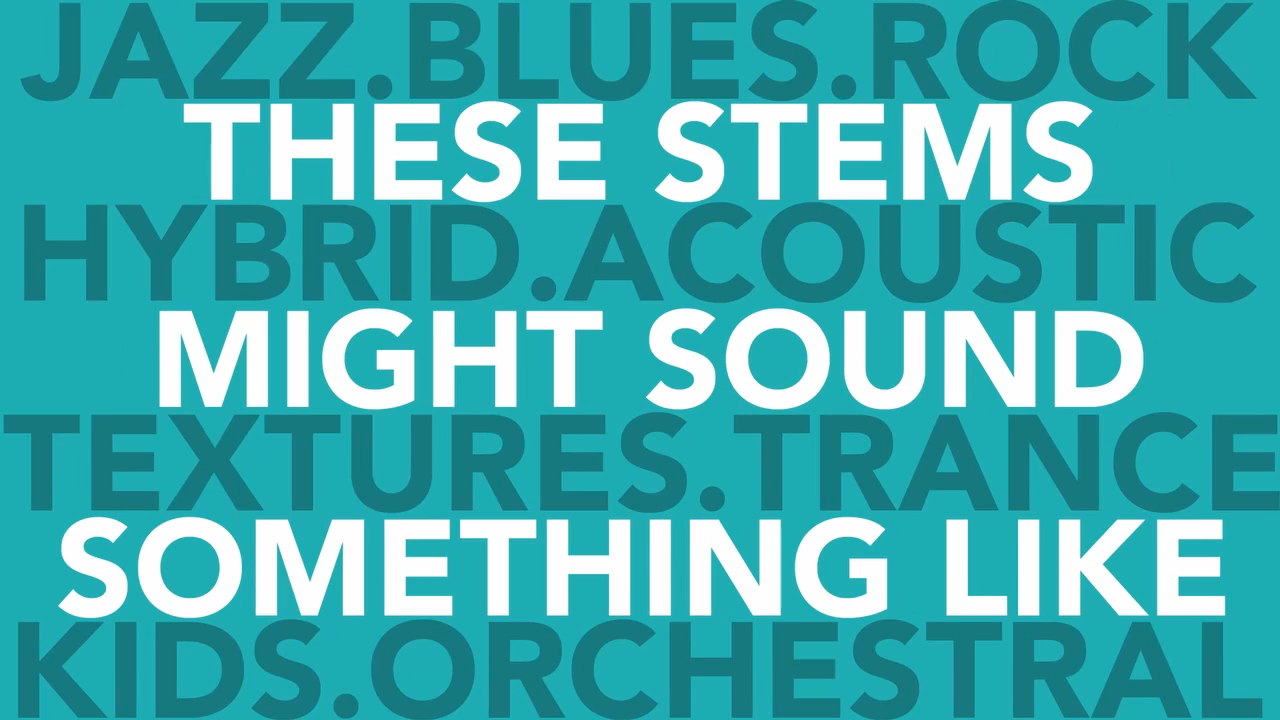 JAZZ.BLUES.ROCK
THESE STEMS
HYBRID.ACOUSTIC
MIGHT SOUND
TEXTURES.TRANCE
SOMETHING LIKE
KIDS.ORCHESTRAL